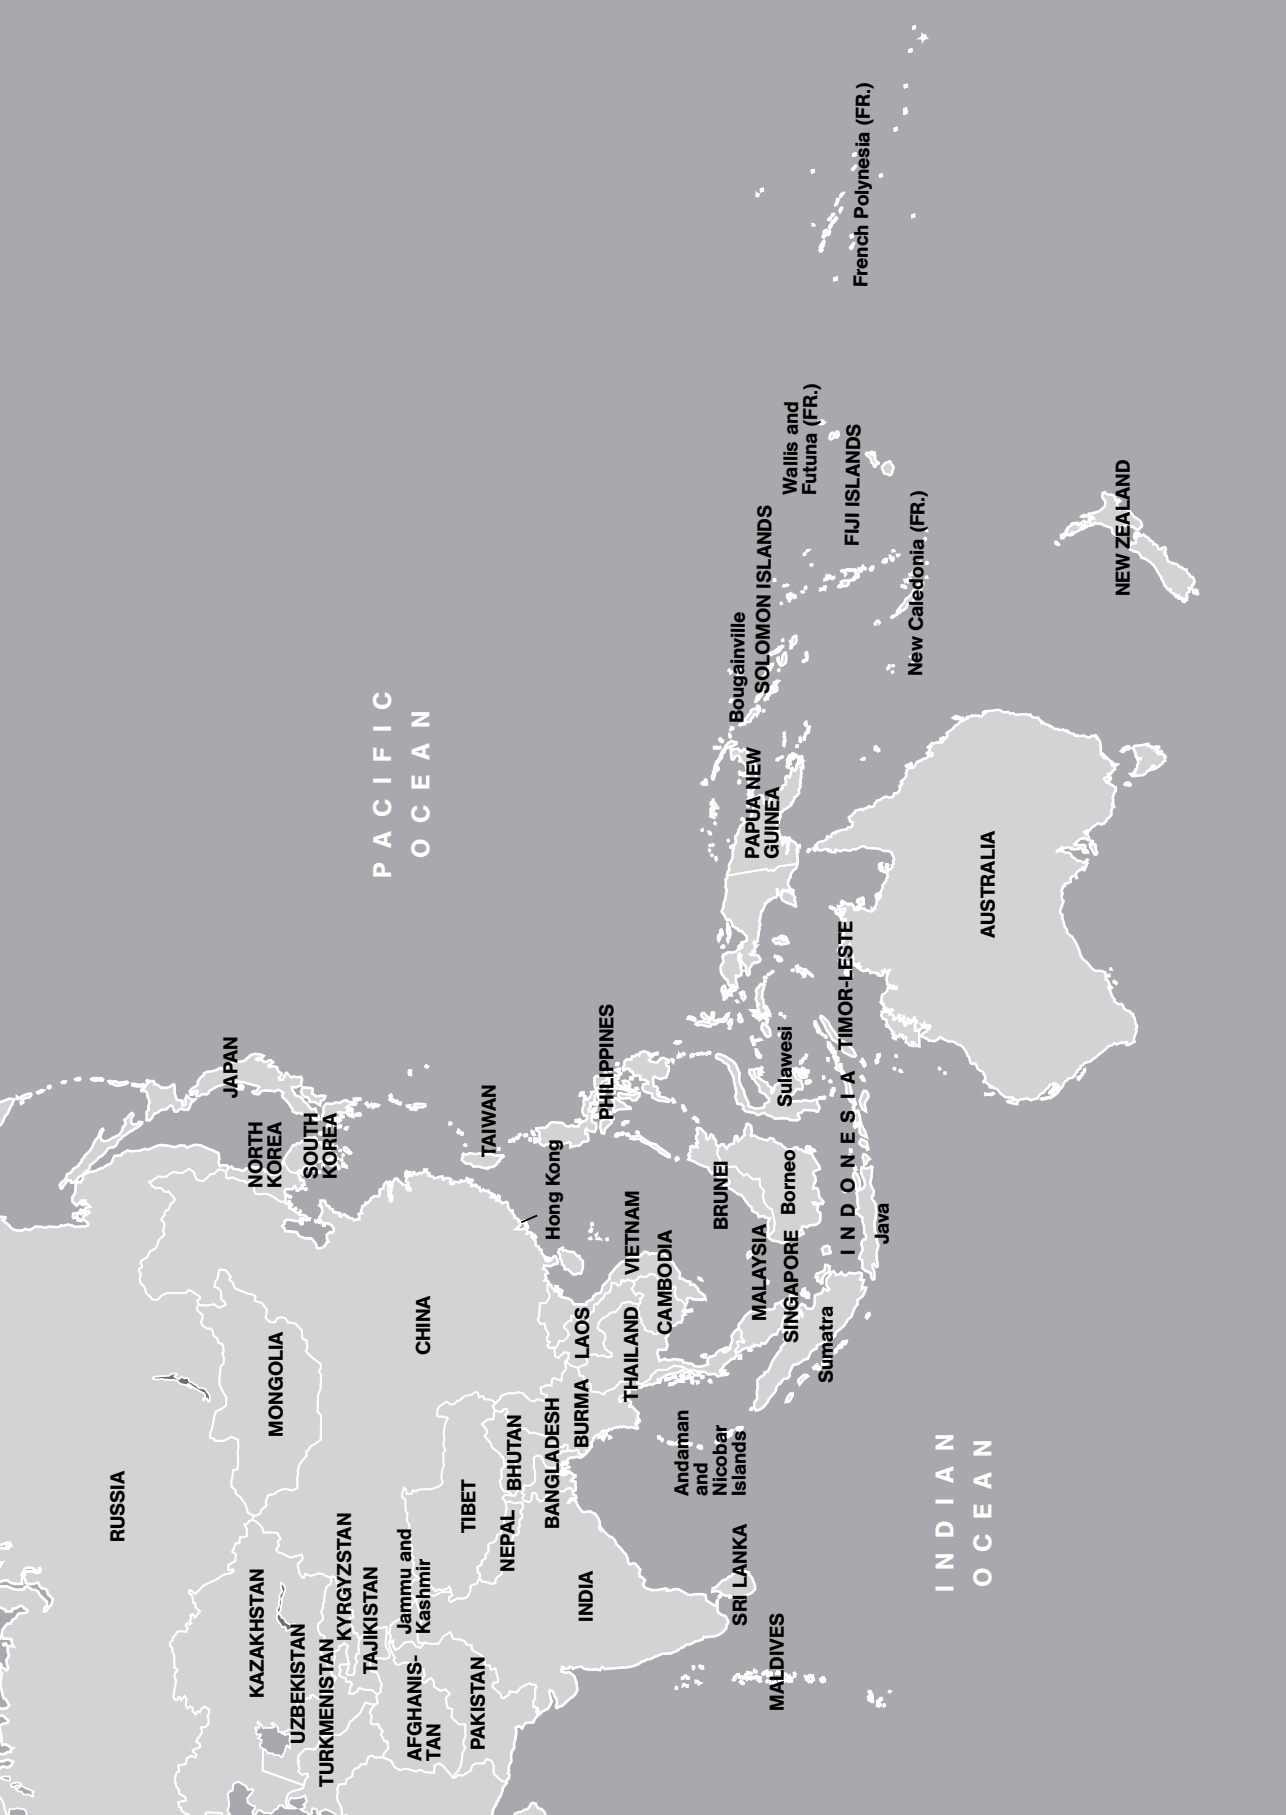 RUSSIA
KAZAKHSTAN
MONGOLIA
UZBEKISTAN
TURKMENISTAN
KYRGYZSTAN
TAJIKISTAN
AFGHANIS-
TAN
Jammu and
Kashmir
PAKISTAN
TIBET
CHINA
NORTH
KOREA
SOUTH
KOREA
JAPAN
PACIFIC
OCEAN
NEPAL
BHUTAN
BANGLADESH
INDIA
BURMA
LAOS
Hong Kong
TAIWAN
THAILAND
VIETNAM
CAMBODIA
PHILIPPINES
Andaman
and
Nicobar
Islands
SRI LANKA
MALDIVES
BRUNEI
MALAYSIA
SINGAPORE
Borneo
Sulawesi
Sumatra
INDONESIA
Java
TIMOR-LESTE
PAPUA NEW
GUINEA
Bougainville
SOLOMON ISLANDS
Wallis and
Futuna (FR.)
FIJI ISLANDS
New Caledonia (FR.)
French Polynesia (FR.)
INDIAN
OCEAN
AUSTRALIA
NEW ZEALAND